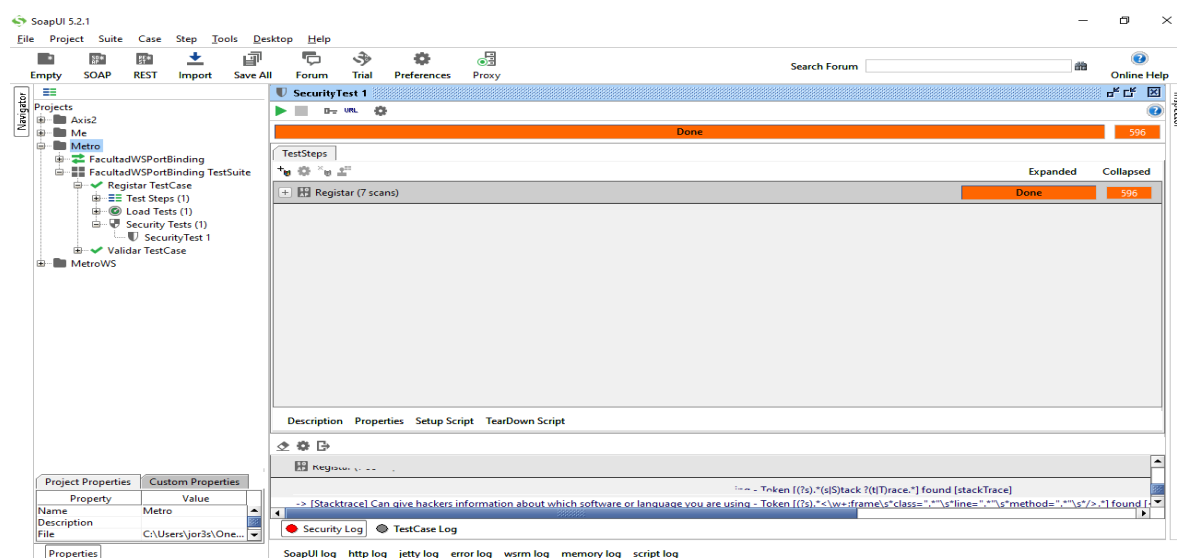 SoapUI 5.2.1
File Project Suite Case Step Tools Desktop Help
Empty SOAP REST Import Save All Forum Trial Preferences Proxy
Search Forum
Online Help
Navigator
Projects
Axis2
Me
Metro
FacultadWSPortBinding
FacultadWSPortBinding TestSuite
Registar TestCase
Test Steps (1)
Load Tests (1)
Security Tests (1)
SecurityTest 1
Validar TestCase
MetroWS
SecurityTest 1
URL
Done 596
TestSteps
Expanded Collapsed
Registar (7 scans) Done 596
Description Properties Setup Script TearDown Script
- Token [(?s).*(s|S)tack ?(t|T)race.*] found [stackTrace]
-> [Stacktrace] Can give hackers information about which software or language you are using - Token [(?s).*<\w+:frame\s*class=".*"\s*line=".*"\s*method=".*"\s*/>.*] found [
Security Log TestCase Log
Project Properties Custom Properties
Property Value
Name Metro
Description
File C:\Users\jor3s\One...
Properties
SoapUI log http log jetty log error log wsrm log memory log script log